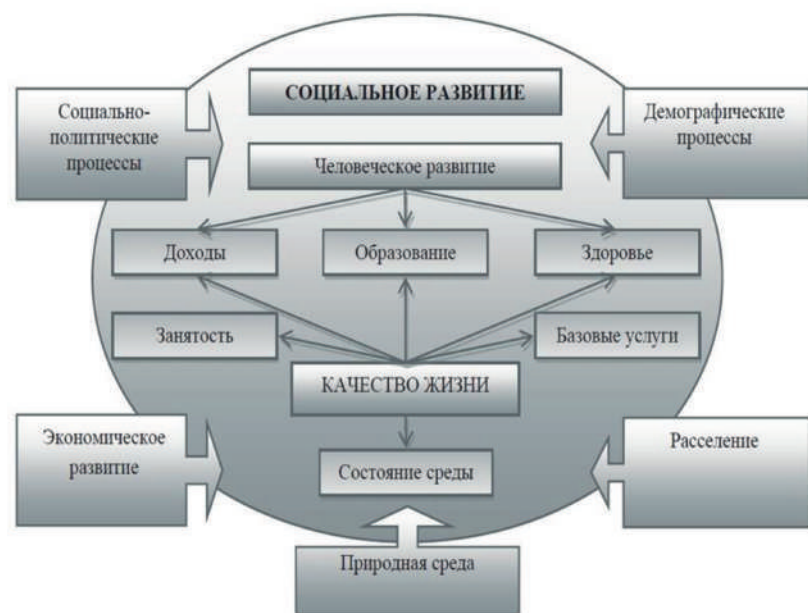 СОЦИАЛЬНОЕ РАЗВИТИЕ
Социально-
политические
процессы
Демографические
процессы
Человеческое развитие
Доходы
Образование
Здоровье
Занятость
Базовые услуги
КАЧЕСТВО ЖИЗНИ
Экономическое
развитие
Расселение
Состояние среды
Природная среда